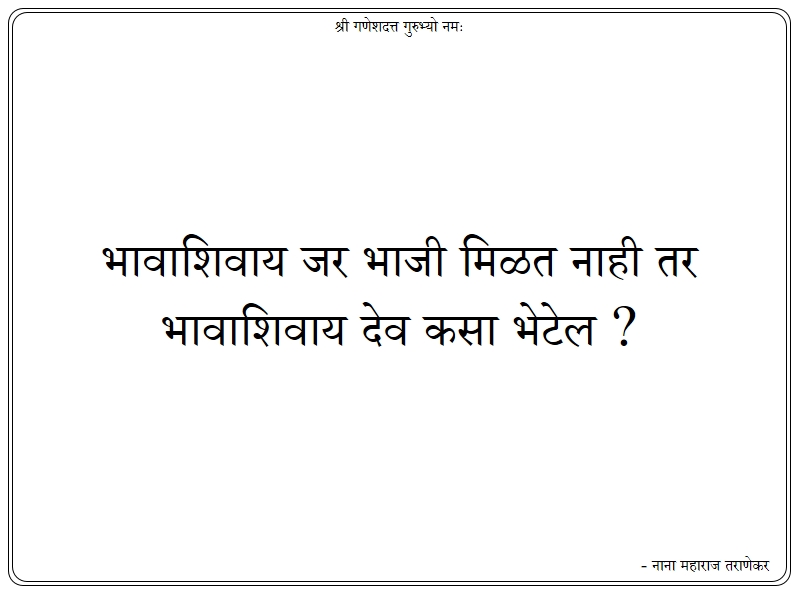 श्री गणेशदत्त गुरुभ्यो नमः
भावाशिवाय जर भाजी मिळत नाही तर
भावाशिवाय देव कसा भेटेल ?
- नाना महाराज तराणेकर